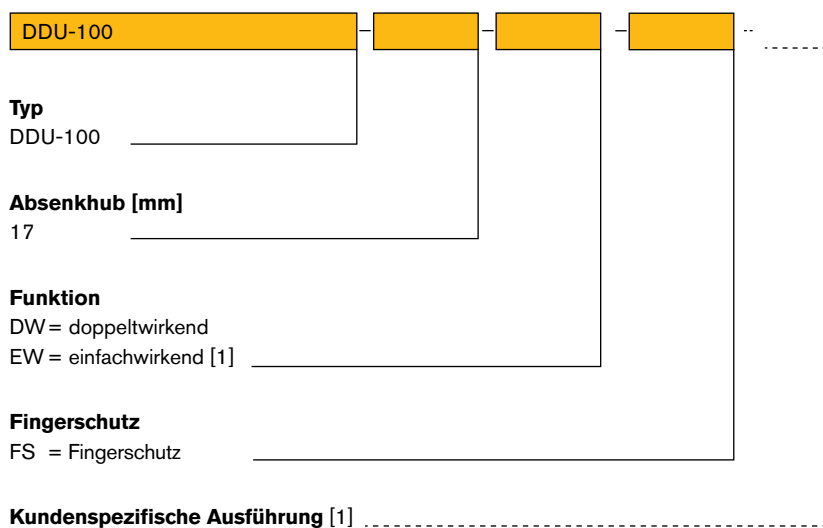 DDU-100
Typ
DDU-100
Absenkhub [mm]
17
Funktion
DW = doppeltwirkend
EW = einfachwirkend [1]
Fingerschutz
FS = Fingerschutz
Kundenspezifische Ausführung [1]